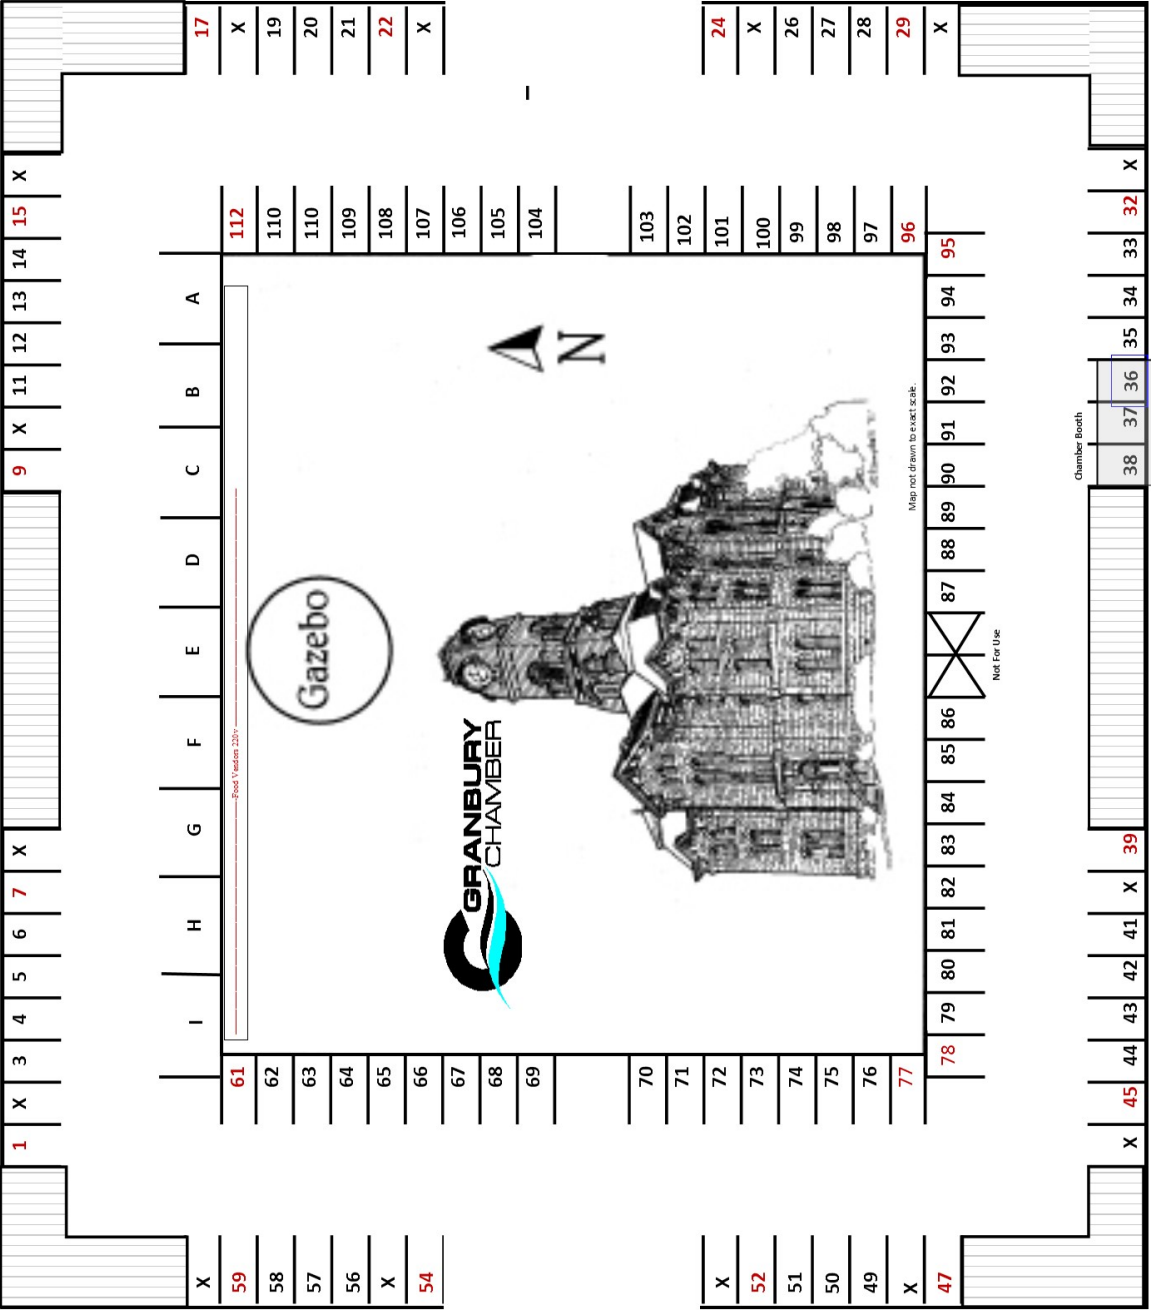 17 X 19 20 21 22 X
24 X 26 27 28 29 X
X
15
14
13
12
11
X
9
X
7
6
5
4
3
X
1
X
32
33
34
35
36
37
38
Chamber Booth
39
X
41
42
43
44
45
X
112 110 110 109 108 107 106 105 104
103 102 101 100 99 98 97 96
A
B
C
D
E
F
G
H
I
Food Vendors 220v
N
Gazebo
GRANBURY
CHAMBER
Map not drawn to exact scale.
95
94
93
92
91
90
89
88
87
Not For Use
86
85
84
83
82
81
80
79
78
61 62 63 64 65 66 67 68 69
70 71 72 73 74 75 76 77
X 59 58 57 56 X 54
X 52 51 50 49 X 47